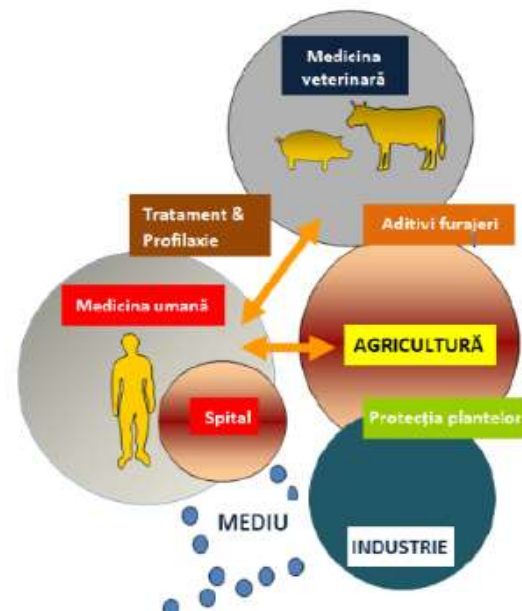 Medicina
veterinară
Tratament &
Profilaxie
Aditivi furajeri
Medicina umană
AGRICULTURĂ
Spital
Protecția plantelor
MEDIU
INDUSTRIE